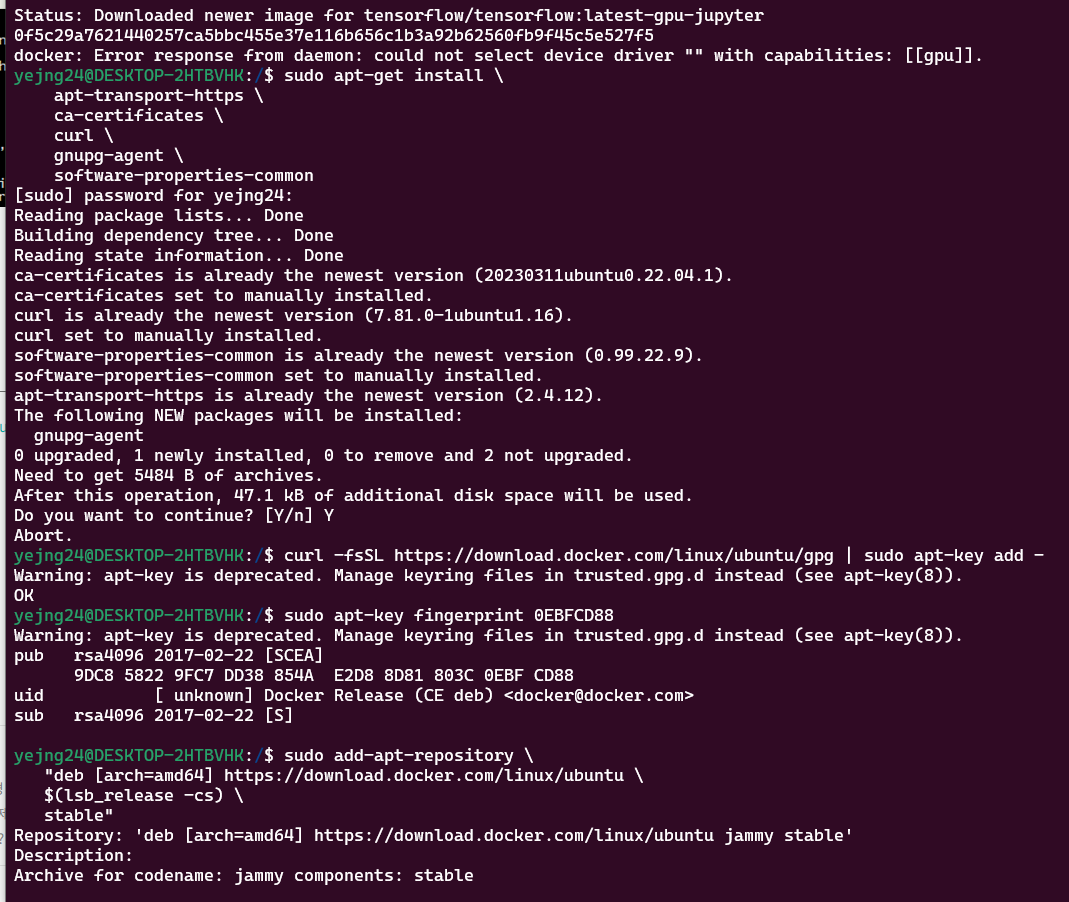 Status: Downloaded newer image for tensorflow/tensorflow:latest-gpu-jupyter
0f5c29a7621440257ca5bbc455e37e116b656c1b3a92b62560fb9f45c5e527f5
docker: Error response from daemon: could not select device driver "" with capabilities: [[gpu]].
yejng24@DESKTOP-2HTBVHK:/$ sudo apt-get install \
    apt-transport-https \
    ca-certificates \
    curl \
    gnupg-agent \
    software-properties-common
[sudo] password for yejng24:
Reading package lists... Done
Building dependency tree... Done
Reading state information... Done
ca-certificates is already the newest version (20230311ubuntu0.22.04.1).
ca-certificates set to manually installed.
curl is already the newest version (7.81.0-1ubuntu1.16).
curl set to manually installed.
software-properties-common is already the newest version (0.99.22.9).
software-properties-common set to manually installed.
apt-transport-https is already the newest version (2.4.12).
The following NEW packages will be installed:
  gnupg-agent
0 upgraded, 1 newly installed, 0 to remove and 2 not upgraded.
Need to get 5484 B of archives.
After this operation, 47.1 kB of additional disk space will be used.
Do you want to continue? [Y/n] Y
Abort.
yejng24@DESKTOP-2HTBVHK:/$ curl -fsSL https://download.docker.com/linux/ubuntu/gpg | sudo apt-key add -
Warning: apt-key is deprecated. Manage keyring files in trusted.gpg.d instead (see apt-key(8)).
OK
yejng24@DESKTOP-2HTBVHK:/$ sudo apt-key fingerprint 0EBFCD88
Warning: apt-key is deprecated. Manage keyring files in trusted.gpg.d instead (see apt-key(8)).
pub   rsa4096 2017-02-22 [SCEA]
      9DC8 5822 9FC7 DD38 854A  E2D8 8D81 803C 0EBF CD88
uid           [ unknown] Docker Release (CE deb) <docker@docker.com>
sub   rsa4096 2017-02-22 [S]
yejng24@DESKTOP-2HTBVHK:/$ sudo add-apt-repository \
   "deb [arch=amd64] https://download.docker.com/linux/ubuntu \
   $(lsb_release -cs) \
   stable"
Repository: 'deb [arch=amd64] https://download.docker.com/linux/ubuntu jammy stable'
Description:
Archive for codename: jammy components: stable